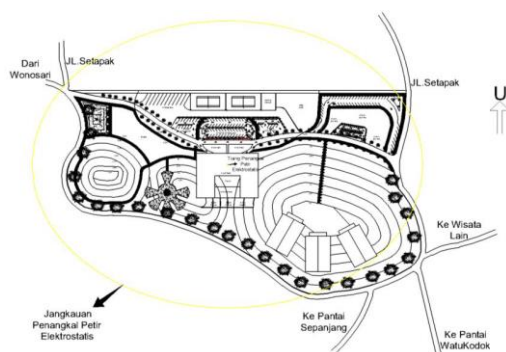 Dari
Wonosari
JL.Setapak
JL.Setapak
U
Tiang Penangkal
Petir
Elektrostatis
Ke Wisata
Lain
Jangkauan
Penangkal Petir
Elektrostatis
Ke Pantai
Sepanjang
Ke Pantai
WatuKodok